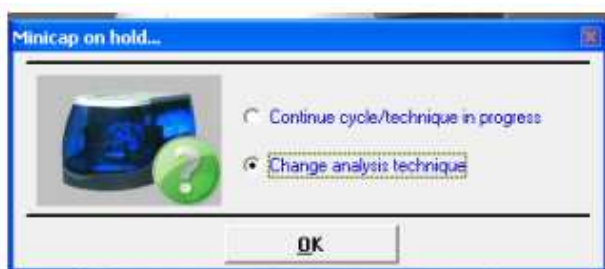 Minicap on hold...
Continue cycle/technique in progress
Change analysis technique
OK